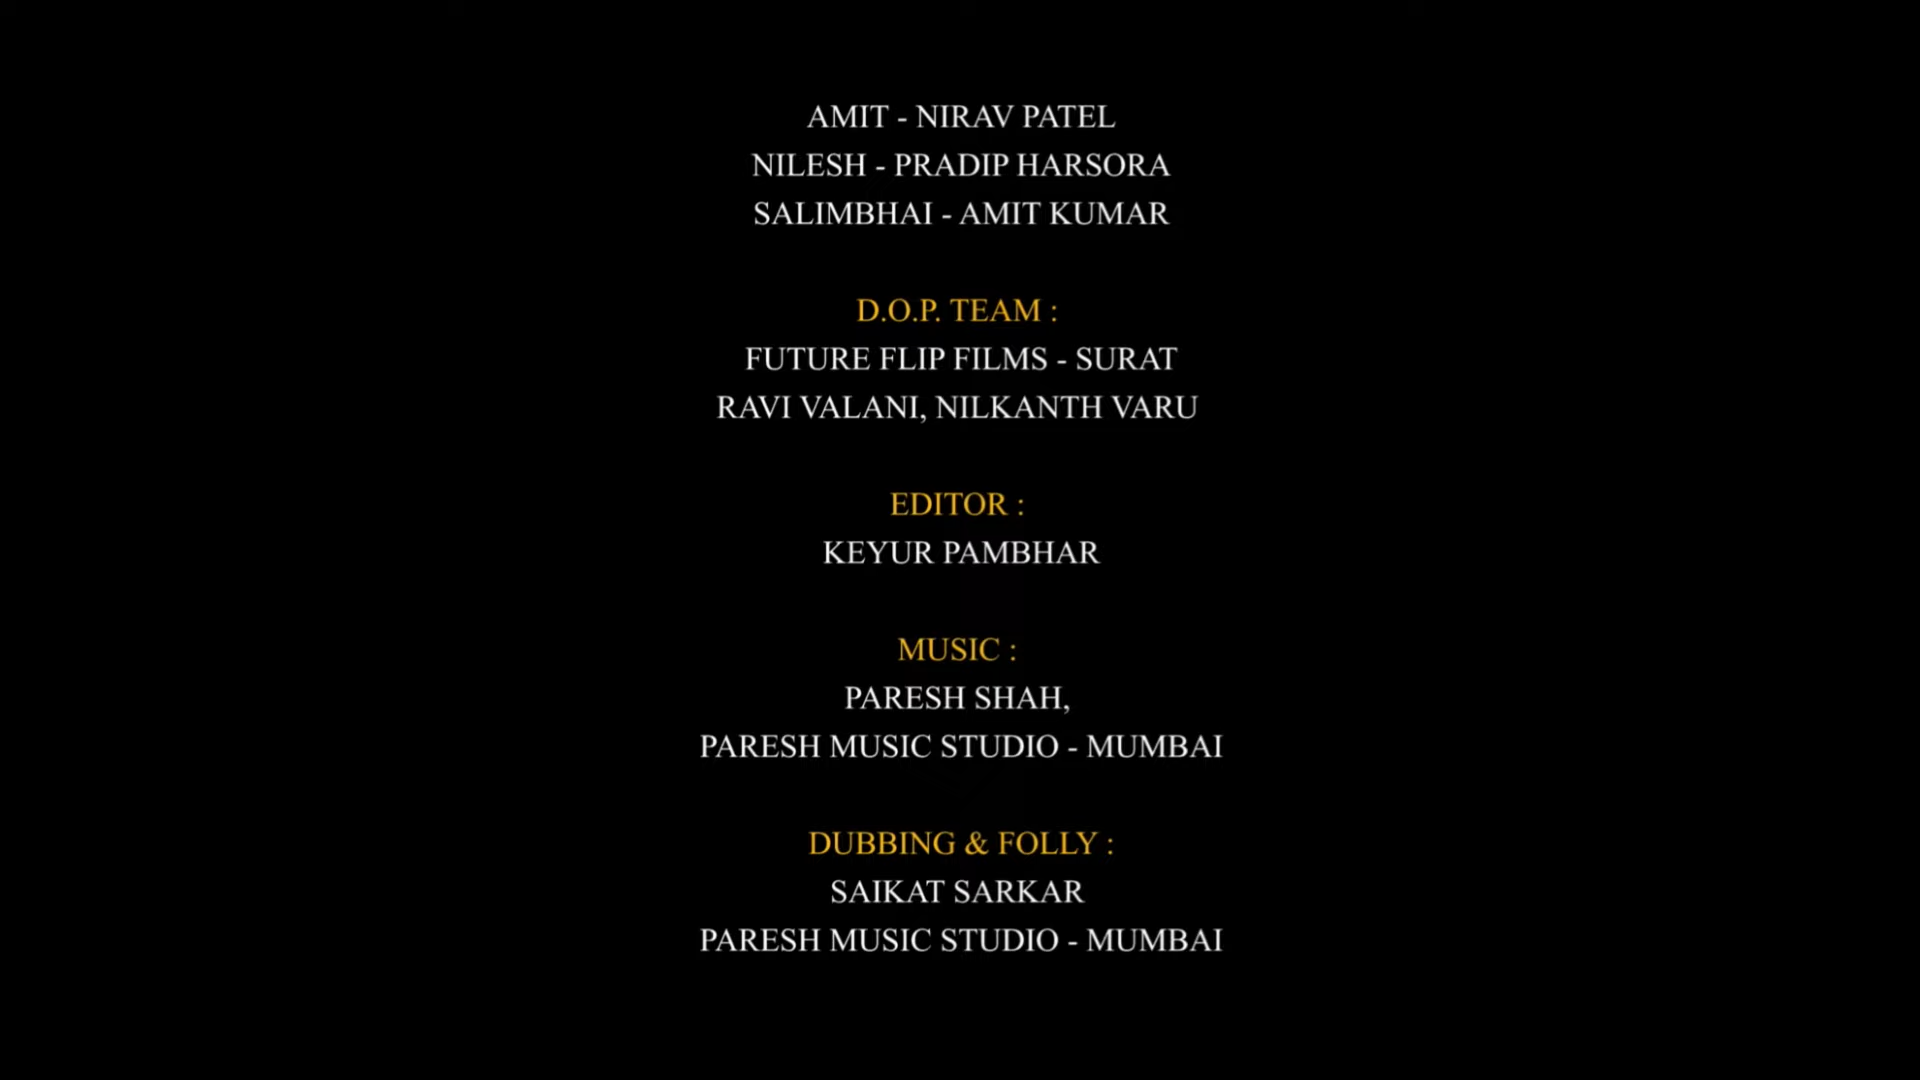 AMIT - NIRAV PATEL
NILESH - PRADIP HARSORA
SALIMBHAI - AMIT KUMAR
D.O.P. TEAM :
FUTURE FLIP FILMS - SURAT
RAVI VALANI, NILKANTH VARU
EDITOR :
KEYUR PAMBHAR
MUSIC :
PARESH SHAH,
PARESH MUSIC STUDIO - MUMBAI
DUBBING & FOLLY :
SAIKAT SARKAR
PARESH MUSIC STUDIO - MUMBAI